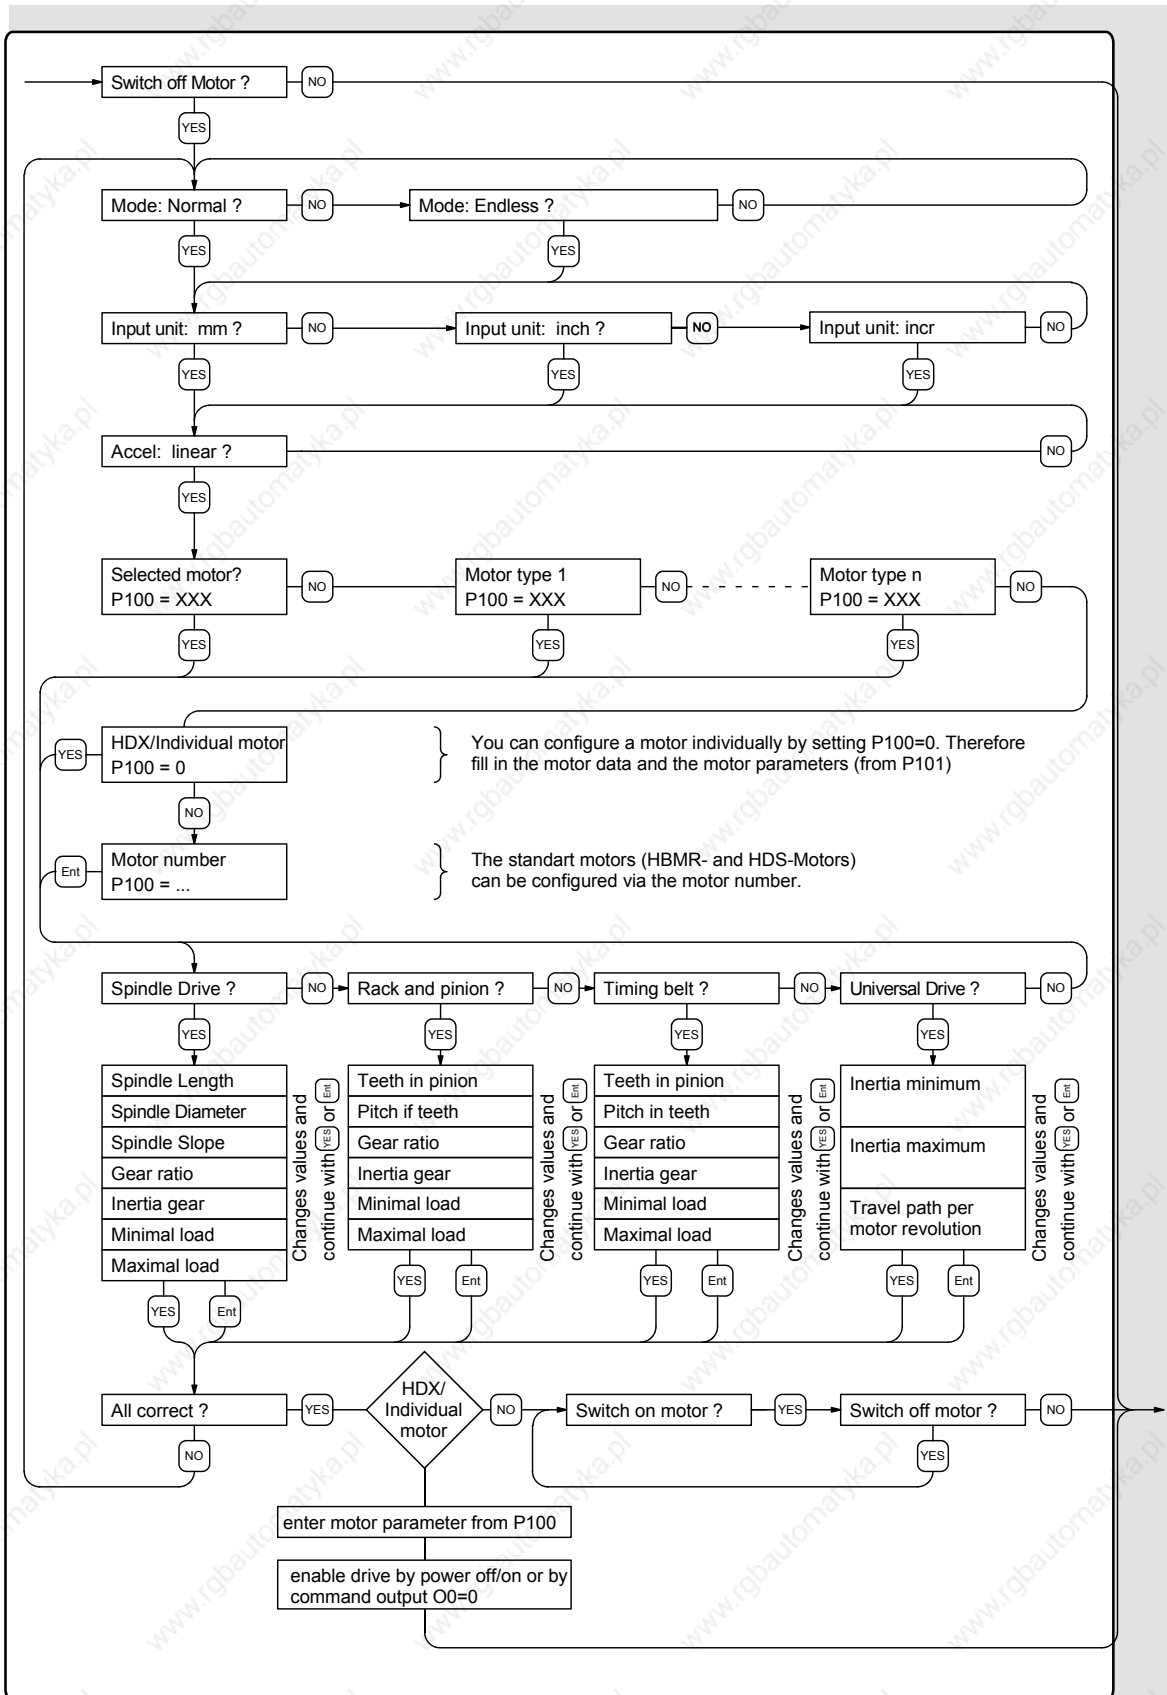 Switch off Motor ? NO
YES
Mode: Normal ? NO Mode: Endless ? NO
YES YES
Input unit: mm ? NO Input unit: inch ? NO Input unit: incr NO
YES YES YES
Accel: linear ? NO
YES
Selected motor?
P100 = XXX
NO
Motor type 1
P100 = XXX
NO
Motor type n
P100 = XXX
NO
YES YES YES
YES
HDX/Individual motor
P100 = 0
You can configure a motor individually by setting P100=0. Therefore
fill in the motor data and the motor parameters (from P101)
NO
Ent
Motor number
P100 = ...
The standart motors (HBMR- and HDS-Motors)
can be configured via the motor number.
Spindle Drive ? NO Rack and pinion ? NO Timing belt ? NO Universal Drive ? NO
YES YES YES YES
Spindle Length
Spindle Diameter
Spindle Slope
Gear ratio
Inertia gear
Minimal load
Maximal load
Changes values and
continue with YES or Ent
YES Ent
Teeth in pinion
Pitch if teeth
Gear ratio
Inertia gear
Minimal load
Maximal load
Changes values and
continue with YES or Ent
YES Ent
Teeth in pinion
Pitch in teeth
Gear ratio
Inertia gear
Minimal load
Maximal load
Changes values and
continue with YES or Ent
YES Ent
Inertia minimum
Inertia maximum
Travel path per
motor revolution
Changes values and
continue with YES or Ent
YES Ent
All correct ? YES
HDX/
Individual
motor
NO Switch on motor ? YES Switch off motor ? NO
NO YES
enter motor parameter from P100
enable drive by power off/on or by
command output O0=0
www.rgbautomatyka.pl